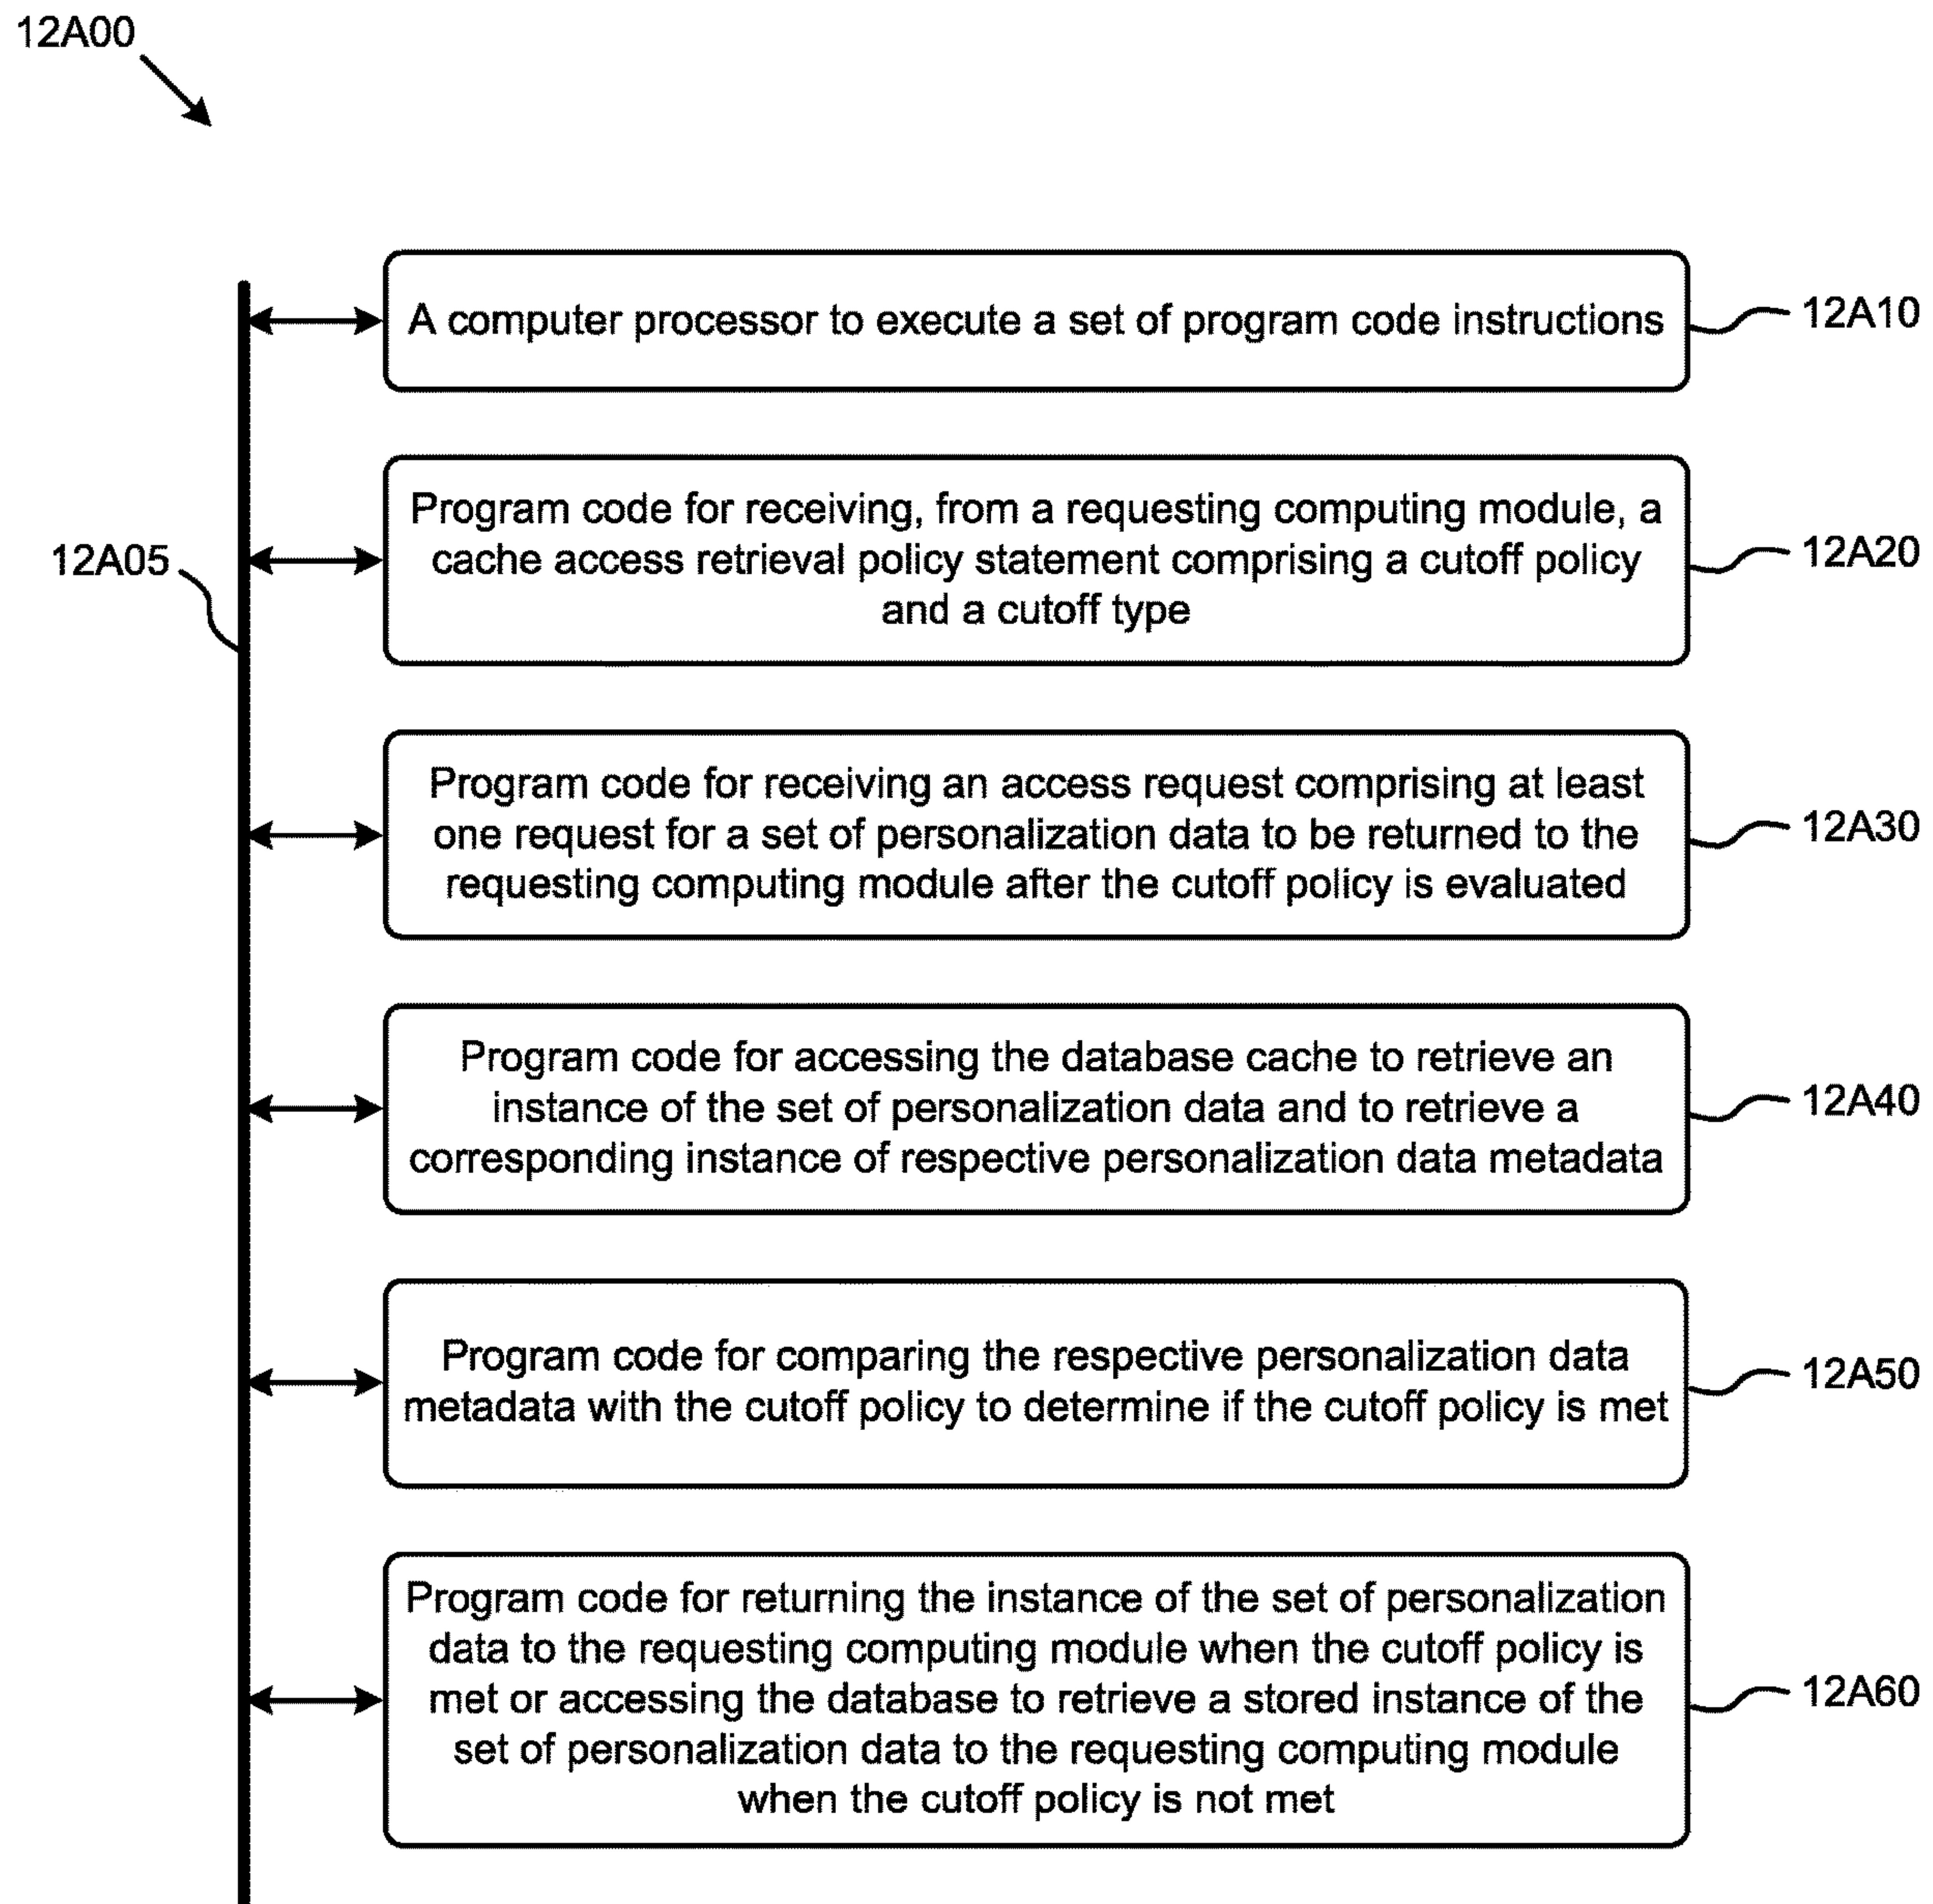 12A00
A computer processor to execute a set of program code instructions
12A10
Program code for receiving, from a requesting computing module, a
cache access retrieval policy statement comprising a cutoff policy
and a cutoff type
12A20
12A05
Program code for receiving an access request comprising at least
one request for a set of personalization data to be returned to the
requesting computing module after the cutoff policy is evaluated
12A30
Program code for accessing the database cache to retrieve an
instance of the set of personalization data and to retrieve a
corresponding instance of respective personalization data metadata
12A40
Program code for comparing the respective personalization data
metadata with the cutoff policy to determine if the cutoff policy is met
12A50
Program code for returning the instance of the set of personalization
data to the requesting computing module when the cutoff policy is
met or accessing the database to retrieve a stored instance of the
set of personalization data to the requesting computing module
when the cutoff policy is not met
12A60